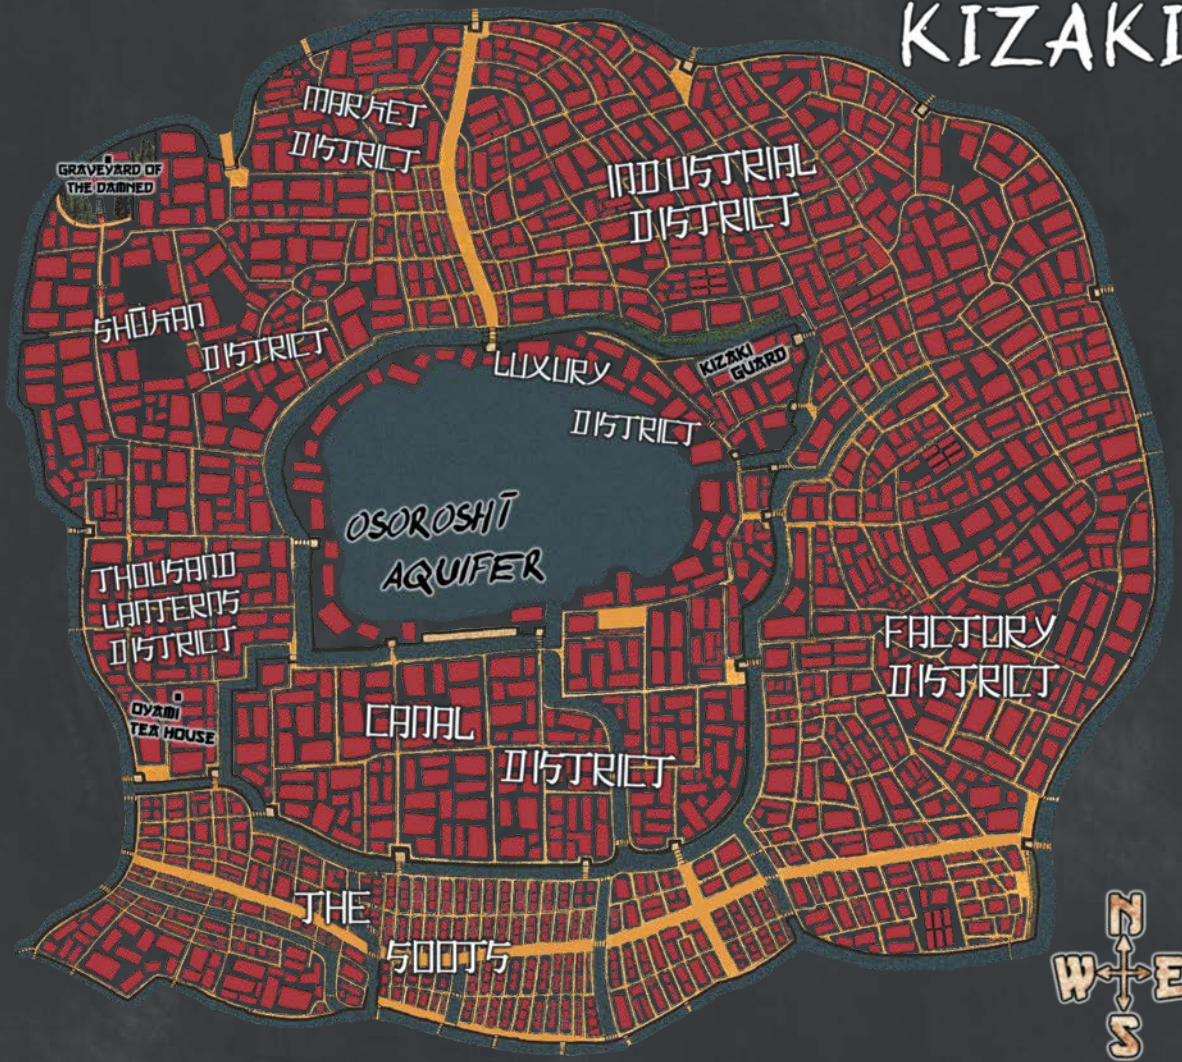 KIZAKI
MARKET
DISTRICT
GRAVEYARD OF
THE DAMNED
INDUSTRIAL
DISTRICT
SHŌKAN
DISTRICT
LUXURY
DISTRICT
KIZAKI
GUARD
OSOROSHĪ
AQUIFER
THOUSAND
LANTERNS
DISTRICT
FACTORY
DISTRICT
OYAMI
TEA HOUSE
CANAL
DISTRICT
THE
SOOTS
N
W E
S